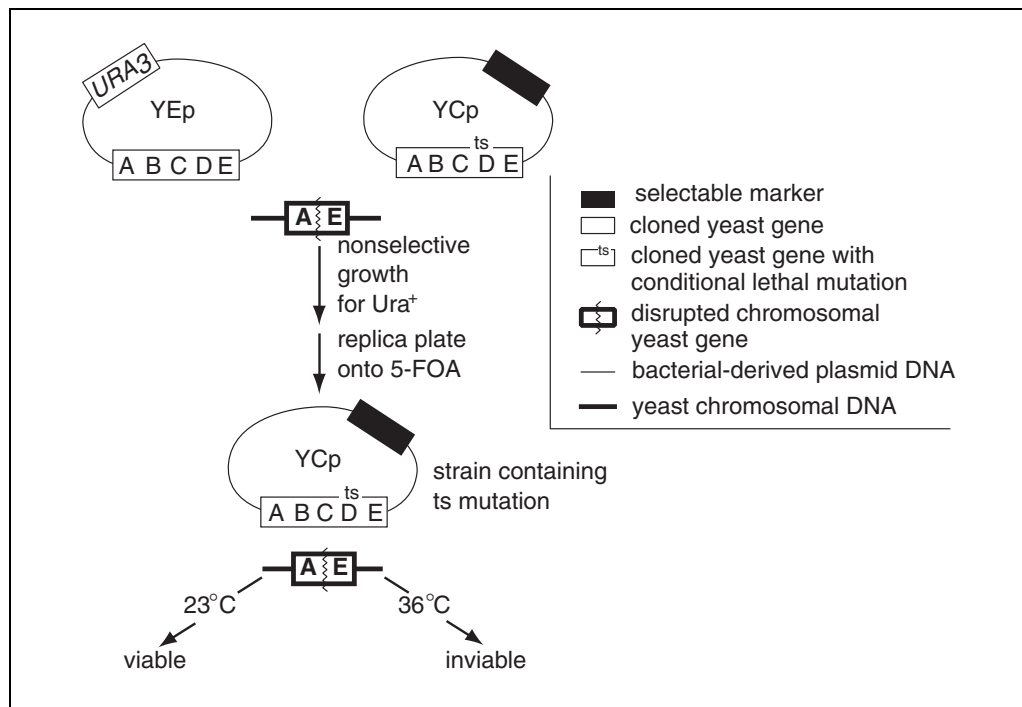 URA3
YEp
A B C D E
YCp
ts
A B C D E
A E
nonselective
growth
for Ura⁺
replica plate
onto 5-FOA
selectable marker
cloned yeast gene
ts
cloned yeast gene with
conditional lethal mutation
disrupted chromosomal
yeast gene
bacterial-derived plasmid DNA
yeast chromosomal DNA
YCp
ts
A B C D E
strain containing
ts mutation
A E
23°C
36°C
viable
inviable